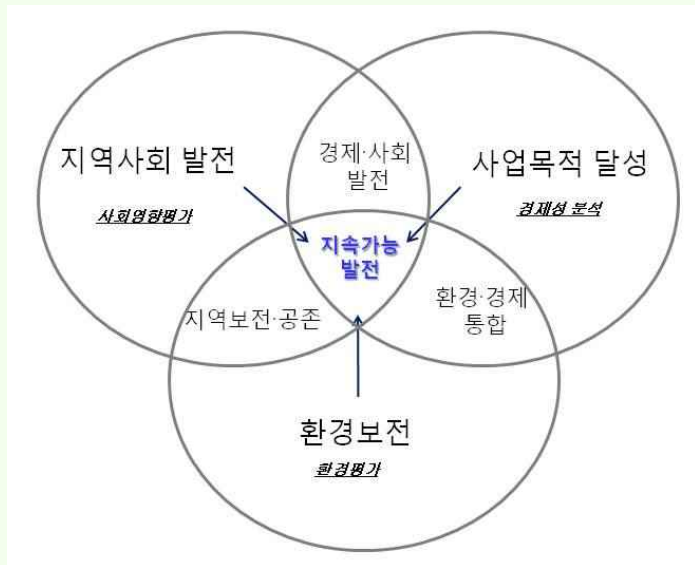 지역사회 발전
사회영향평가
경제·사회
발전
사업목적 달성
경제성 분석
지속가능
발전
지역보전·공존
환경·경제
통합
환경보전
환경평가